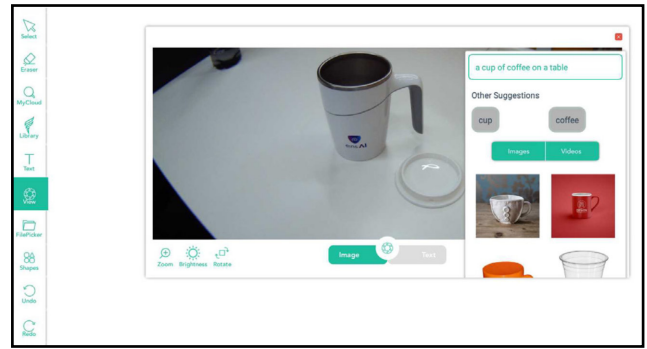 Select
Eraser
MyCloud
Library
Text
View
FilePicker
Shapes
Undo
Redo
a cup of coffee on a table
Other Suggestions
cup
coffee
Images
Videos
Zoom
Brightness
Rotate
Image
Text